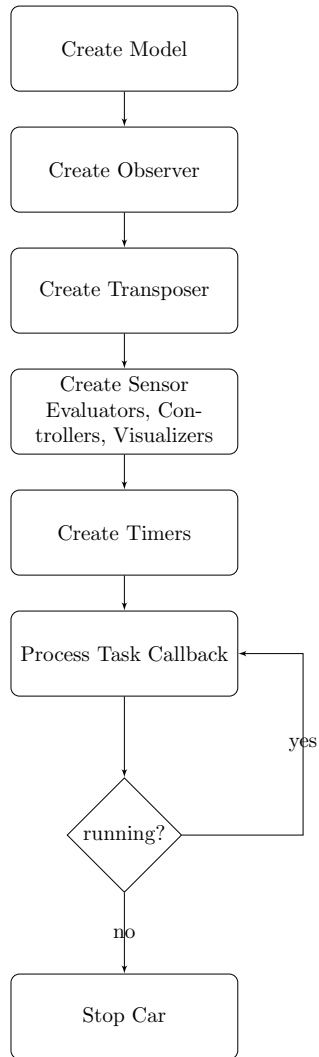 Create Model
Create Observer
Create Transposer
Create Sensor
Evaluators, Con-
trollers, Visualizers
Create Timers
Process Task Callback
yes
running?
no
Stop Car